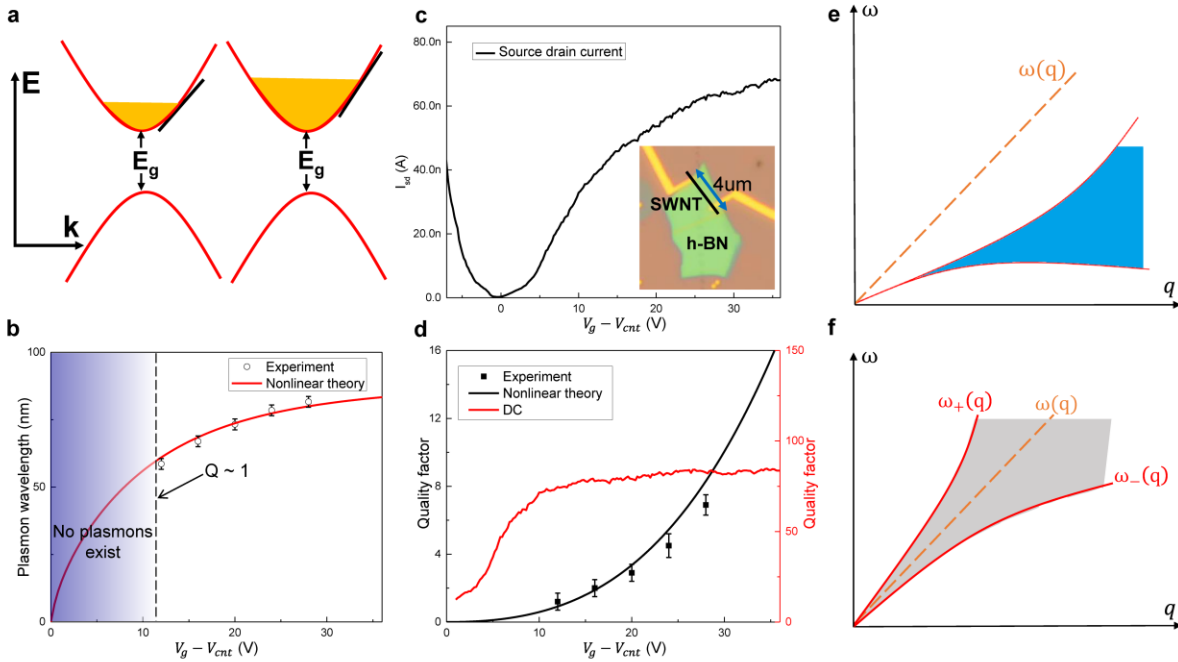 a
E
E_g
E_g
k
b
Plasmon wavelength (nm)
100
50
0
0
10
20
30
V_g − V_cnt (V)
Experiment
Nonlinear theory
Q ~ 1
No plasmons
exist
c
I_sd (A)
80.0n
60.0n
40.0n
20.0n
0.0
0
10
20
30
V_g − V_cnt (V)
Source drain current
4um
SWNT
h-BN
d
Quality factor
16
12
8
4
0
0
10
20
30
V_g − V_cnt (V)
Experiment
Nonlinear theory
DC
150
100
50
0
Quality factor
e
ω
ω(q)
q
f
ω
ω₊(q)
ω(q)
ω₋(q)
q